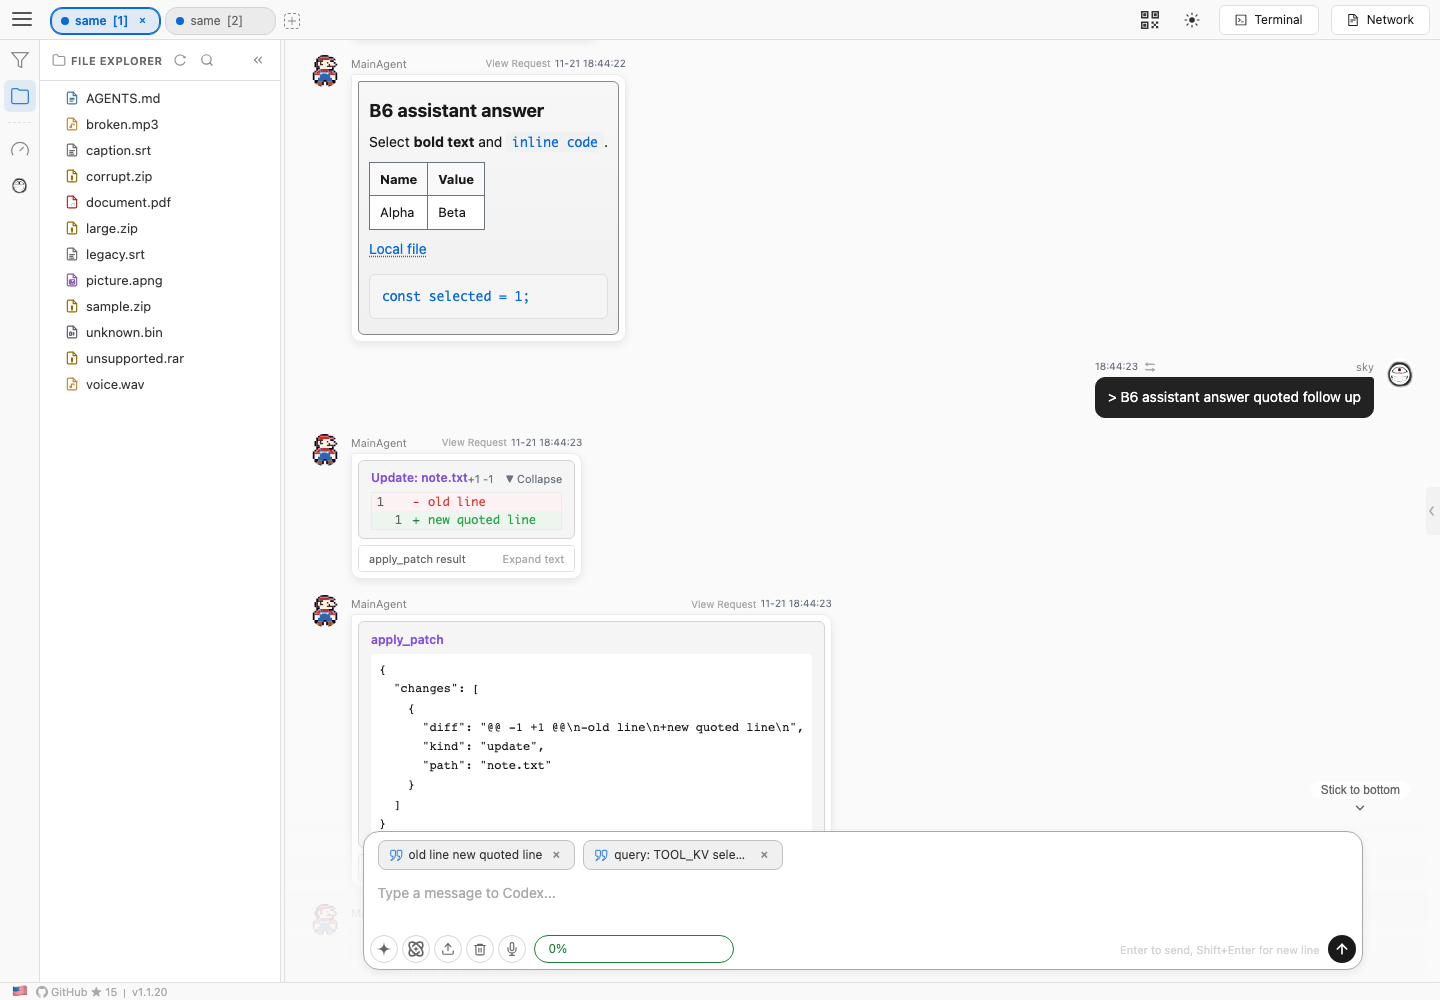 same [1] ×
same [2]
Terminal
Network
FILE EXPLORER
AGENTS.md
broken.mp3
caption.srt
corrupt.zip
document.pdf
large.zip
legacy.srt
picture.apng
sample.zip
unknown.bin
unsupported.rar
voice.wav
MainAgent View Request 11-21 18:44:22
B6 assistant answer
Select bold text and inline code .
Name Value
Alpha Beta
Local file
const selected = 1;
18:44:23 sky
> B6 assistant answer quoted follow up
MainAgent View Request 11-21 18:44:23
Update: note.txt+1 -1 ▼ Collapse
1 - old line
1 + new quoted line
apply_patch result Expand text
MainAgent View Request 11-21 18:44:23
apply_patch
{
"changes": [
{
"diff": "@@ -1 +1 @@\n-old line\n+new quoted line\n",
"kind": "update",
"path": "note.txt"
}
]
}
Stick to bottom
old line new quoted line ×
query: TOOL_KV sele... ×
Type a message to Codex...
0%
Enter to send, Shift+Enter for new line
GitHub ★ 15 | v1.1.20